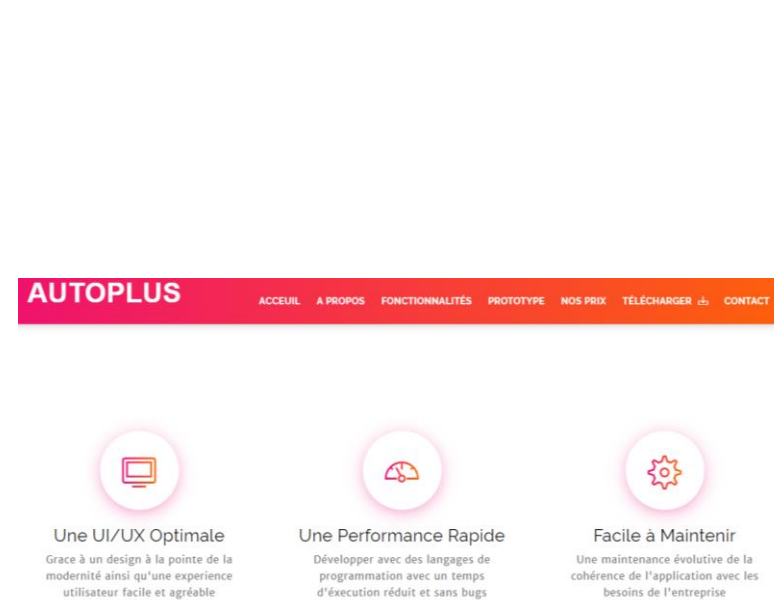 AUTOPLUS
ACCEUIL A PROPOS FONCTIONNALITÉS PROTOTYPE NOS PRIX TÉLÉCHARGER CONTACT
Une UI/UX Optimale
Grace à un design à la pointe de la
modernité ainsi qu'une experience
utilisateur facile et agréable
Une Performance Rapide
Développer avec des langages de
programmation avec un temps
d'éxecution réduit et sans bugs
Facile à Maintenir
Une maintenance évolutive de la
cohérence de l'application avec les
besoins de l'entreprise